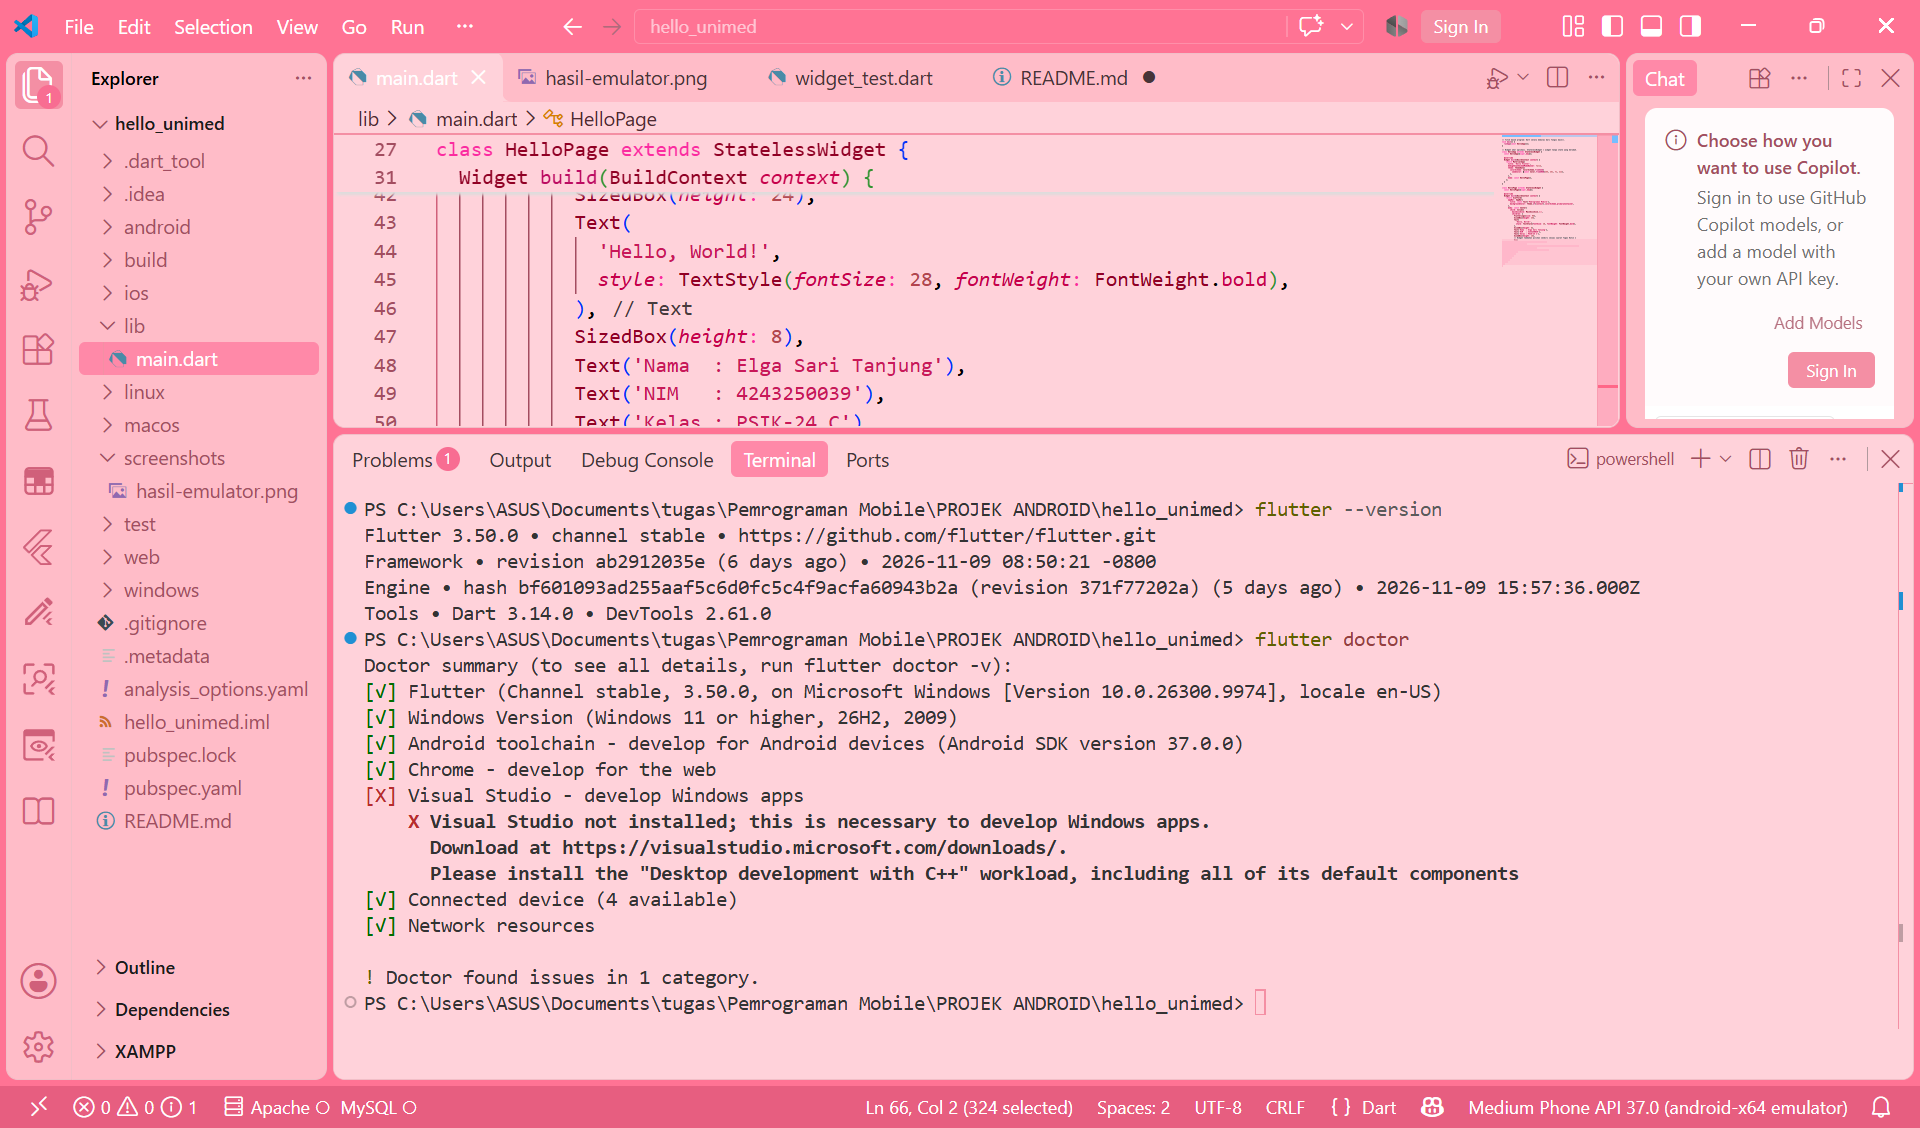 File Edit Selection View Go Run ···
hello_unimed
Sign In
Explorer ···
1
hello_unimed
.dart_tool
.idea
android
build
ios
lib
main.dart
linux
macos
screenshots
hasil-emulator.png
test
web
windows
.gitignore
.metadata
! analysis_options.yaml
hello_unimed.iml
pubspec.lock
! pubspec.yaml
README.md
Outline
Dependencies
XAMPP
main.dart hasil-emulator.png widget_test.dart README.md ●
lib > main.dart > HelloPage
27 class HelloPage extends StatelessWidget {
31 Widget build(BuildContext context) {
42 SizedBox(height: 24),
43 Text(
44 'Hello, World!',
45 style: TextStyle(fontSize: 28, fontWeight: FontWeight.bold),
46 ), // Text
47 SizedBox(height: 8),
48 Text('Nama  : Elga Sari Tanjung'),
49 Text('NIM   : 4243250039'),
50 Text('Kelas : PSIK-24 C')
Chat
Choose how you
want to use Copilot.
Sign in to use GitHub
Copilot models, or
add a model with
your own API key.
Add Models
Sign In
Problems 1 Output Debug Console Terminal Ports
powershell
PS C:\Users\ASUS\Documents\tugas\Pemrograman Mobile\PROJEK ANDROID\hello_unimed> flutter --version
Flutter 3.50.0 • channel stable • https://github.com/flutter/flutter.git
Framework • revision ab2912035e (6 days ago) • 2026-11-09 08:50:21 -0800
Engine • hash bf601093ad255aaf5c6d0fc5c4f9acfa60943b2a (revision 371f77202a) (5 days ago) • 2026-11-09 15:57:36.000Z
Tools • Dart 3.14.0 • DevTools 2.61.0
PS C:\Users\ASUS\Documents\tugas\Pemrograman Mobile\PROJEK ANDROID\hello_unimed> flutter doctor
Doctor summary (to see all details, run flutter doctor -v):
[√] Flutter (Channel stable, 3.50.0, on Microsoft Windows [Version 10.0.26300.9974], locale en-US)
[√] Windows Version (Windows 11 or higher, 26H2, 2009)
[√] Android toolchain - develop for Android devices (Android SDK version 37.0.0)
[√] Chrome - develop for the web
[X] Visual Studio - develop Windows apps
X Visual Studio not installed; this is necessary to develop Windows apps.
Download at https://visualstudio.microsoft.com/downloads/.
Please install the "Desktop development with C++" workload, including all of its default components
[√] Connected device (4 available)
[√] Network resources
! Doctor found issues in 1 category.
PS C:\Users\ASUS\Documents\tugas\Pemrograman Mobile\PROJEK ANDROID\hello_unimed>
0 0 1 Apache MySQL Ln 66, Col 2 (324 selected) Spaces: 2 UTF-8 CRLF { } Dart Medium Phone API 37.0 (android-x64 emulator)